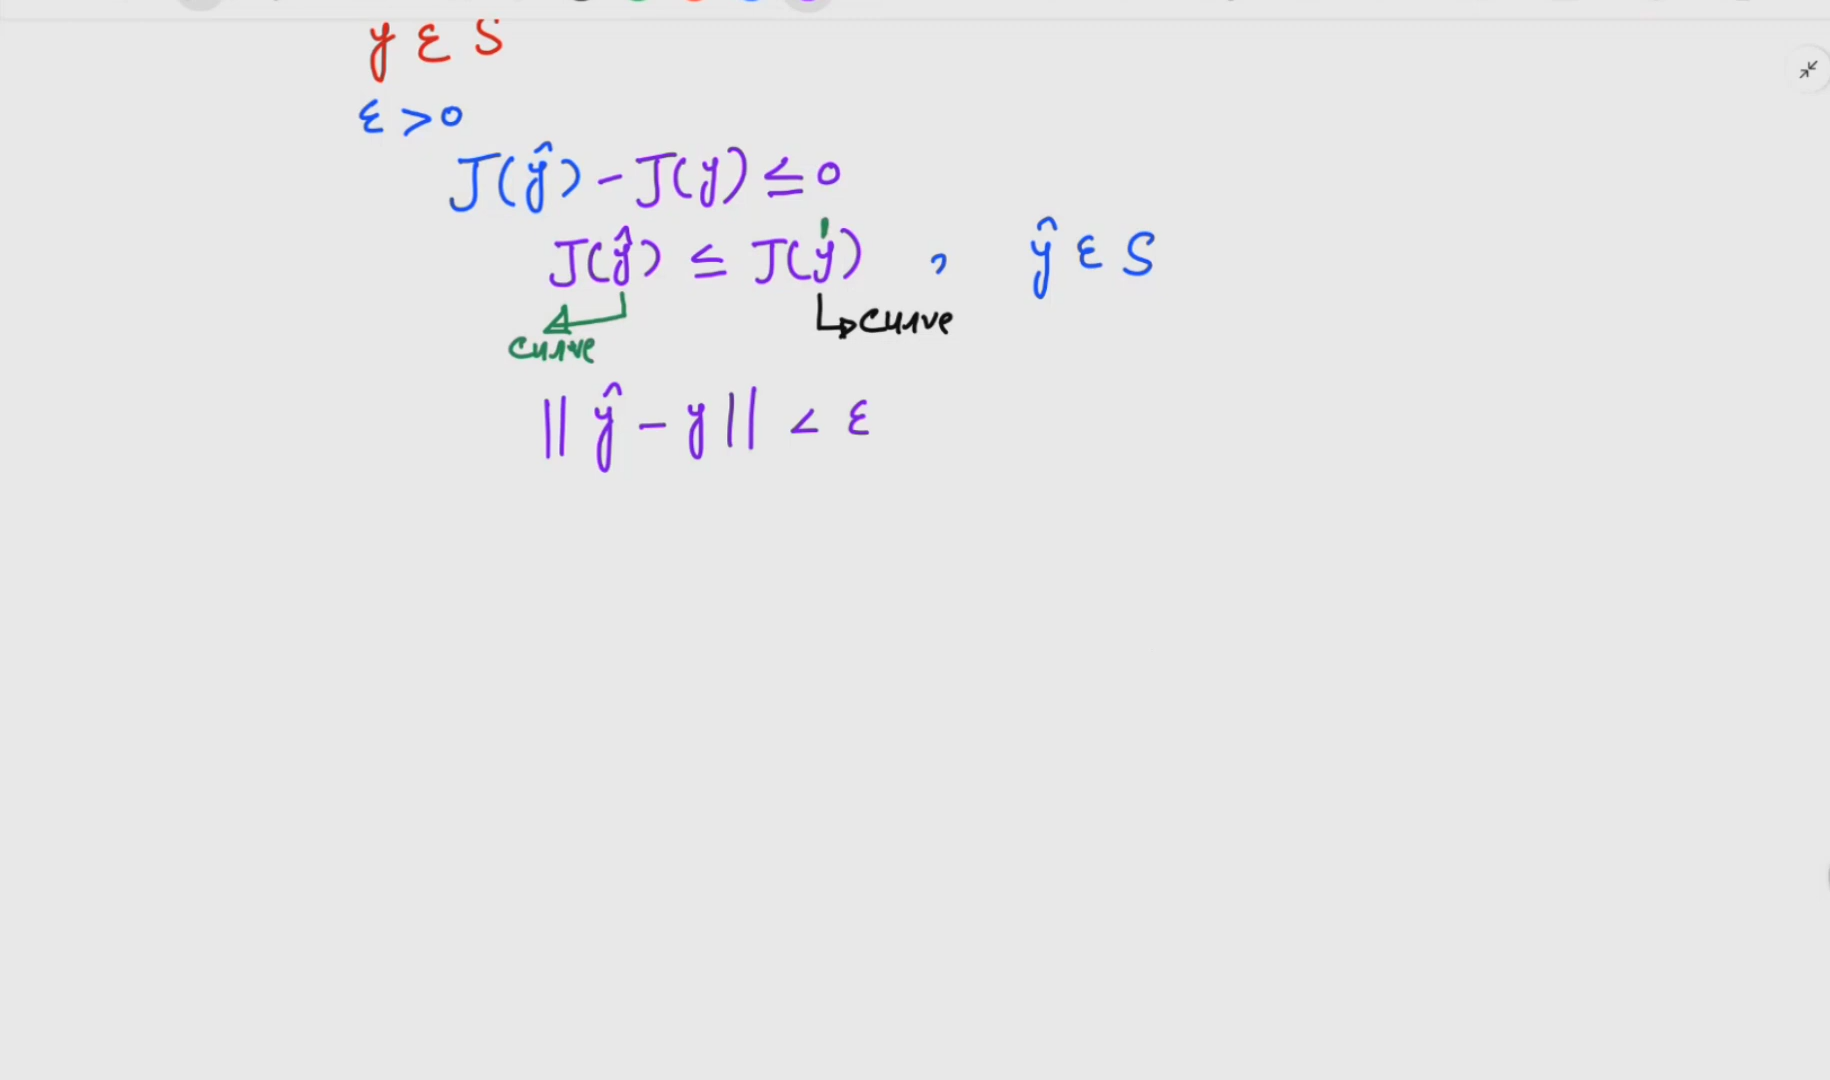 y ε S
ε > 0
J(ŷ) - J(y) ≤ 0
J(ŷ) ≤ J(y) , ŷ ε S
curve
curve
|| ŷ - y || < ε